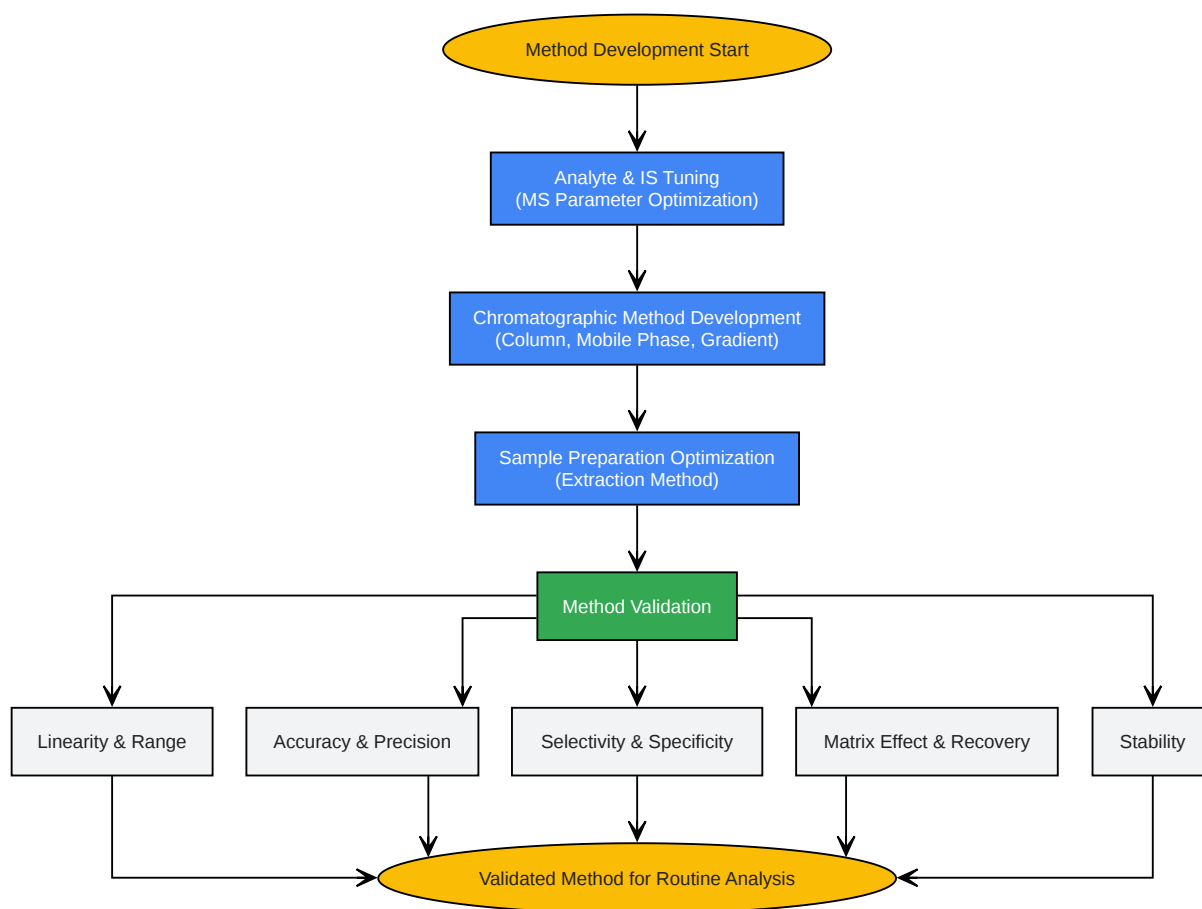 Method Development Start
Analyte & IS Tuning
(MS Parameter Optimization)
Chromatographic Method Development
(Column, Mobile Phase, Gradient)
Sample Preparation Optimization
(Extraction Method)
Method Validation
Linearity & Range
Accuracy & Precision
Selectivity & Specificity
Matrix Effect & Recovery
Stability
Validated Method for Routine Analysis